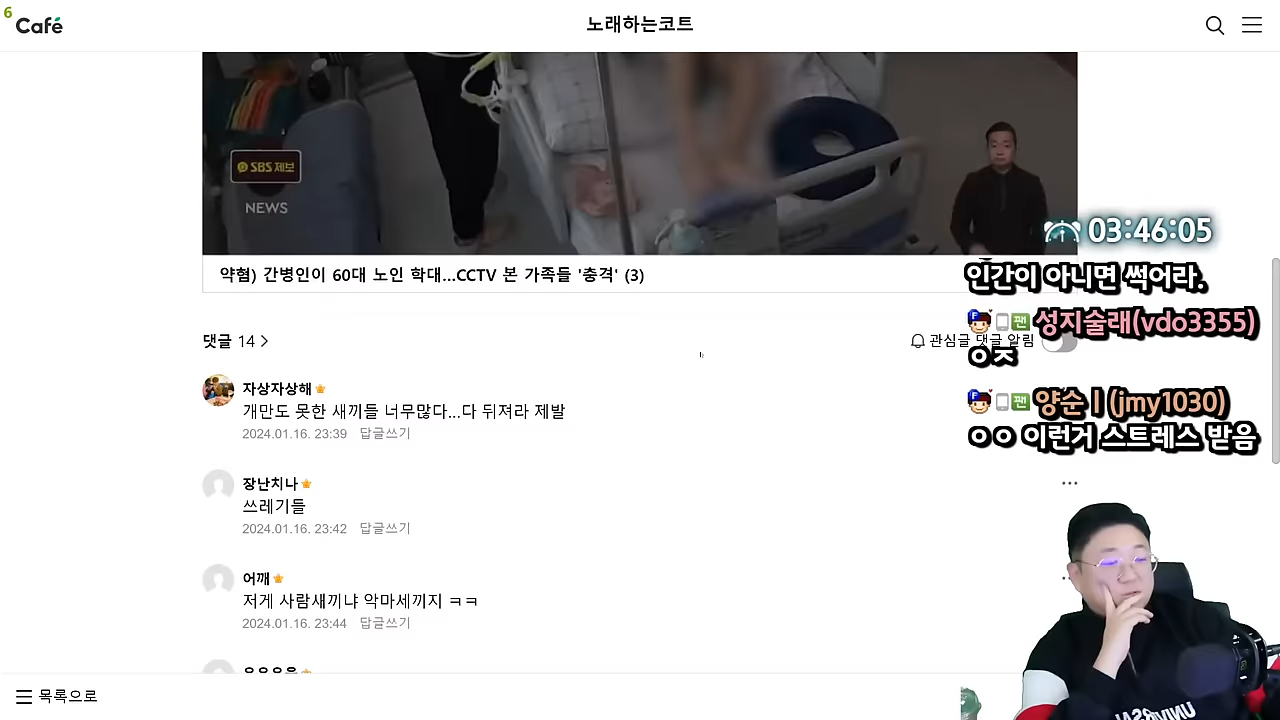 6
Café
노래하는코트
SBS 제보
NEWS
03:46:05
약혐) 간병인이 60대 노인 학대...CCTV 본 가족들 '충격' (3)
인간이 아니면 썩어라.
댓글 14
관심글 댓글 알림
팬 성지술래(vdo3355)
ㅇㅈ
자상자상해
개만도 못한 새끼들 너무많다...다 뒤져라 제발
2024.01.16. 23:39 답글쓰기
팬 양순ㅣ(jmy1030)
ㅇㅇ 이런거 스트레스 받음
장난치나
쓰레기들
2024.01.16. 23:42 답글쓰기
어깨
저게 사람새끼냐 악마세끼지 ㅋㅋ
2024.01.16. 23:44 답글쓰기
목록으로